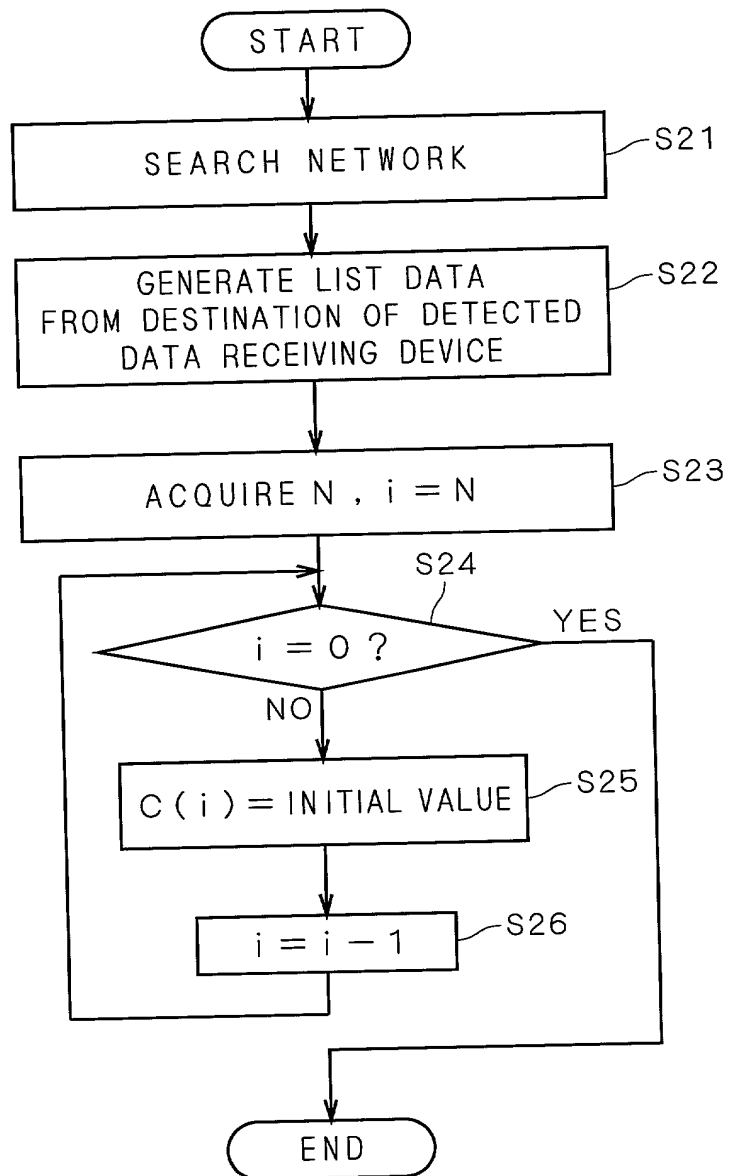 START
SEARCH NETWORK
S21
GENERATE LIST DATA
FROM DESTINATION OF DETECTED
DATA RECEIVING DEVICE
S22
ACQUIRE N , i = N
S23
S24
i = 0 ?
YES
NO
C ( i ) = INITIAL VALUE
S25
i = i - 1
S26
END